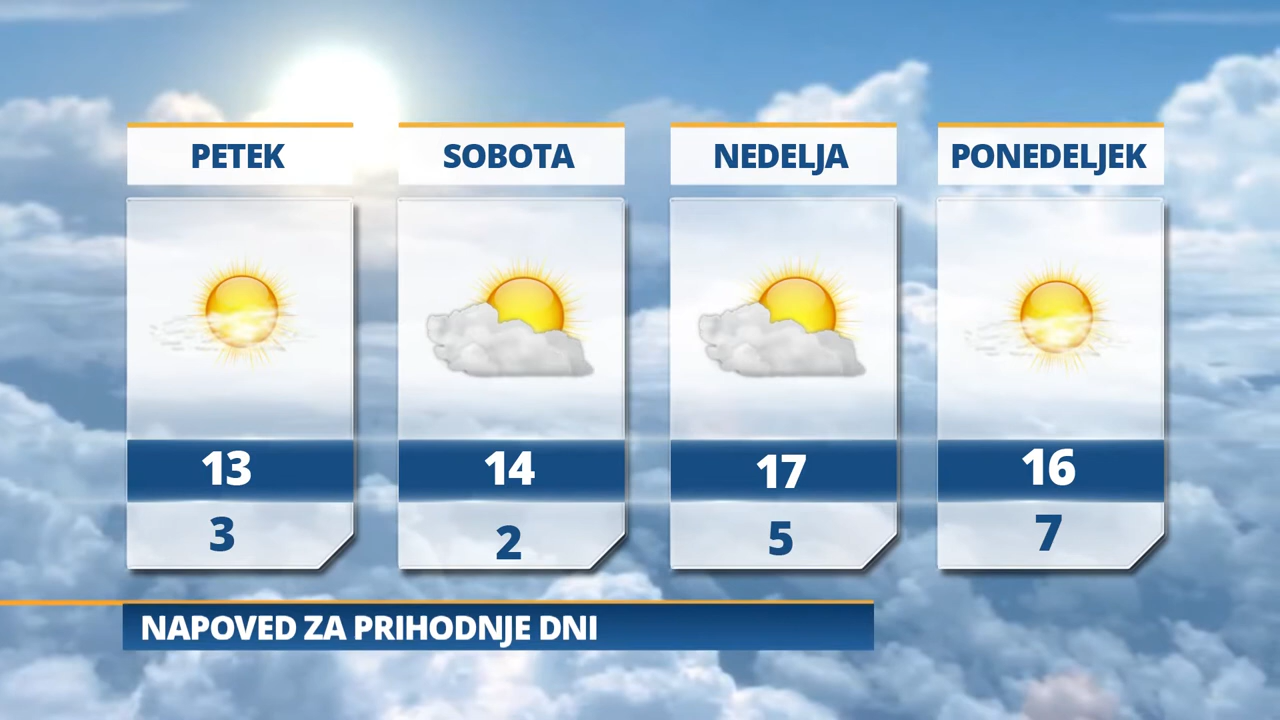 PETEK
SOBOTA
NEDELJA
PONEDELJEK
13
14
17
16
3
2
5
7
NAPOVED ZA PRIHODNJE DNI